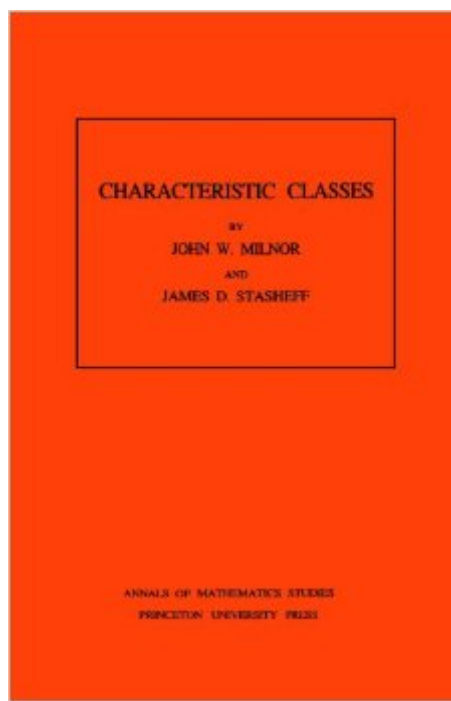 CHARACTERISTIC CLASSES
BY
JOHN W. MILNOR
AND
JAMES D. STASHEFF
ANNALS OF MATHEMATICS STUDIES
PRINCETON UNIVERSITY PRESS